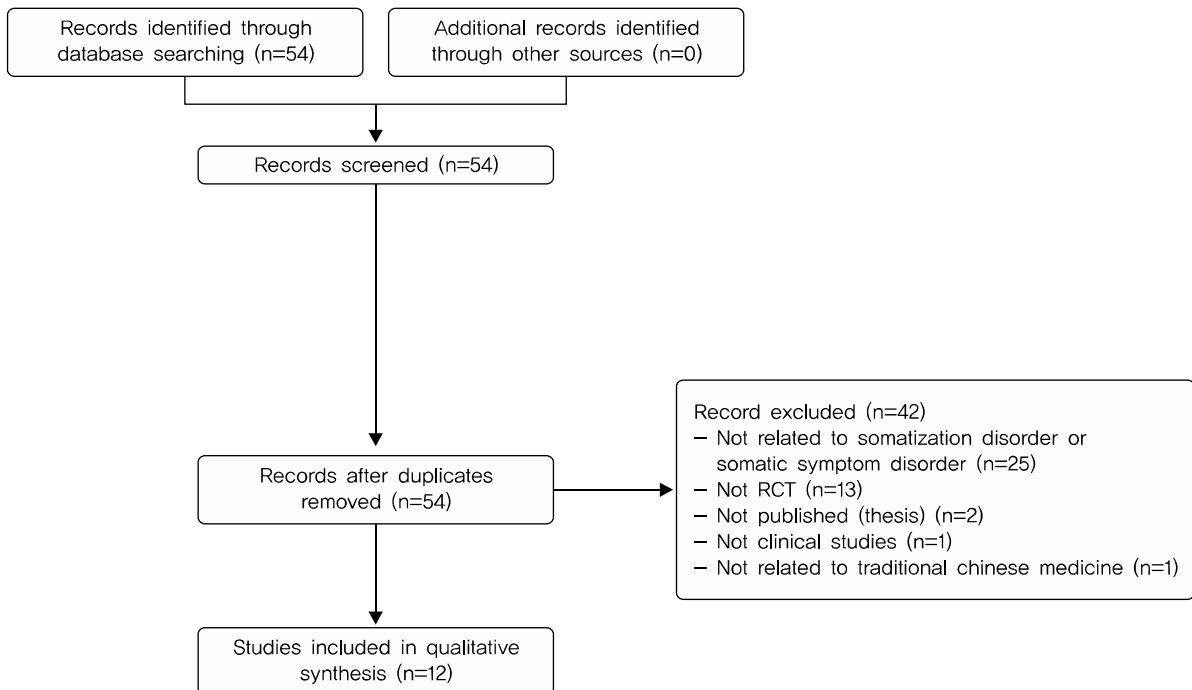 Records identified through
database searching (n=54)
Additional records identified
through other sources (n=0)
Records screened (n=54)
Records after duplicates
removed (n=54)
Record excluded (n=42)
– Not related to somatization disorder or
somatic symptom disorder (n=25)
– Not RCT (n=13)
– Not published (thesis) (n=2)
– Not clinical studies (n=1)
– Not related to traditional chinese medicine (n=1)
Studies included in qualitative
synthesis (n=12)